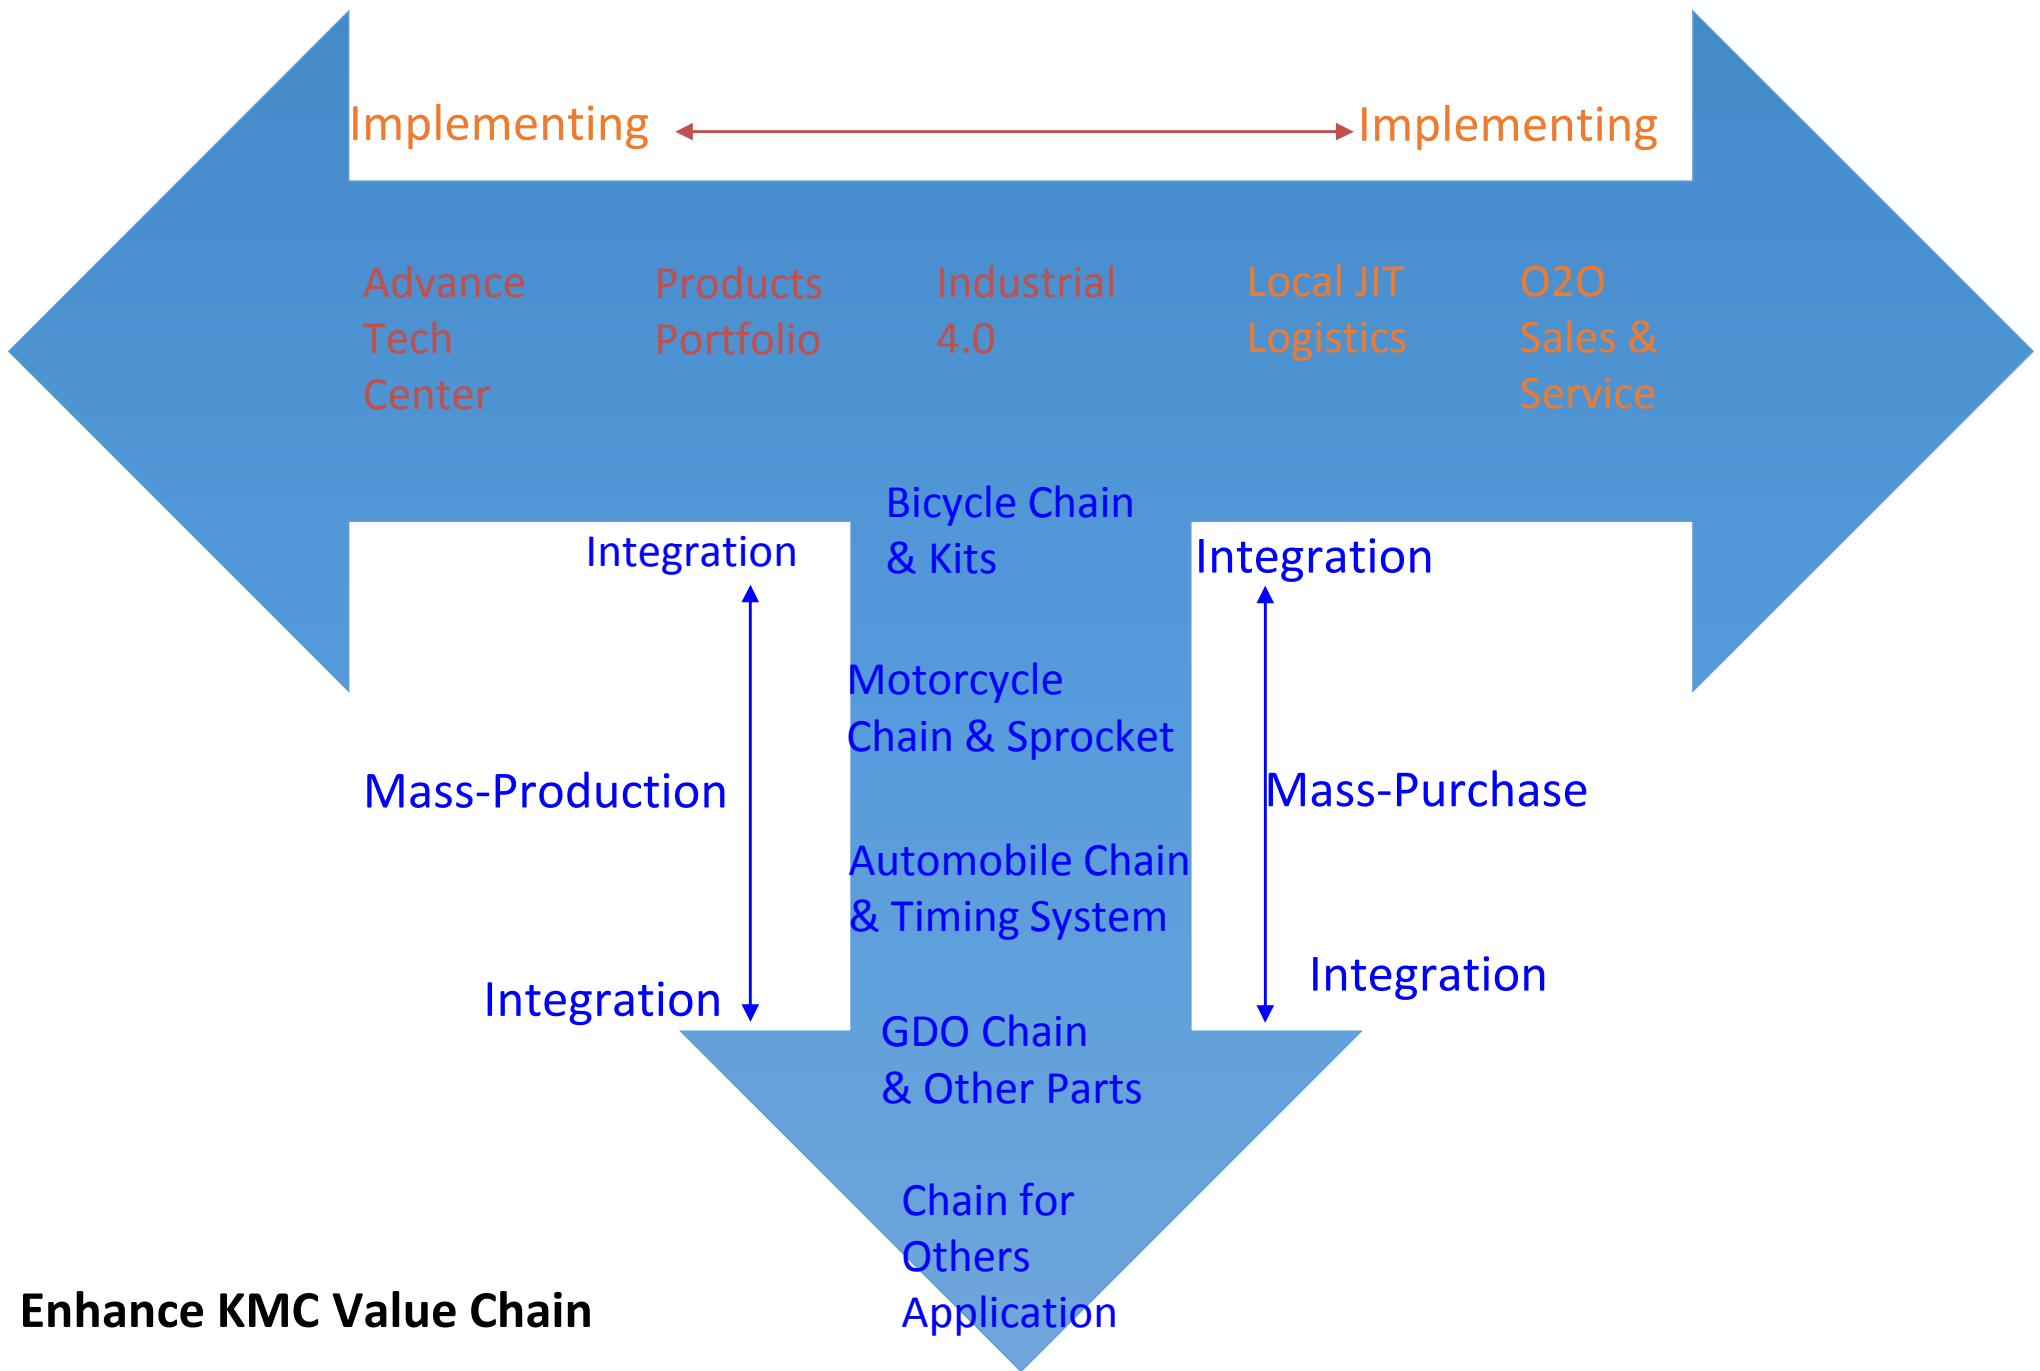 Implementing
Implementing
Advance
Tech
Center
Products
Portfolio
Industrial
4.0
Local JIT
Logistics
O2O
Sales &
Service
Bicycle Chain
& Kits
Integration
Integration
Motorcycle
Chain & Sprocket
Mass-Production
Mass-Purchase
Automobile Chain
& Timing System
Integration
Integration
GDO Chain
& Other Parts
Chain for
Others
Application
Enhance KMC Value Chain